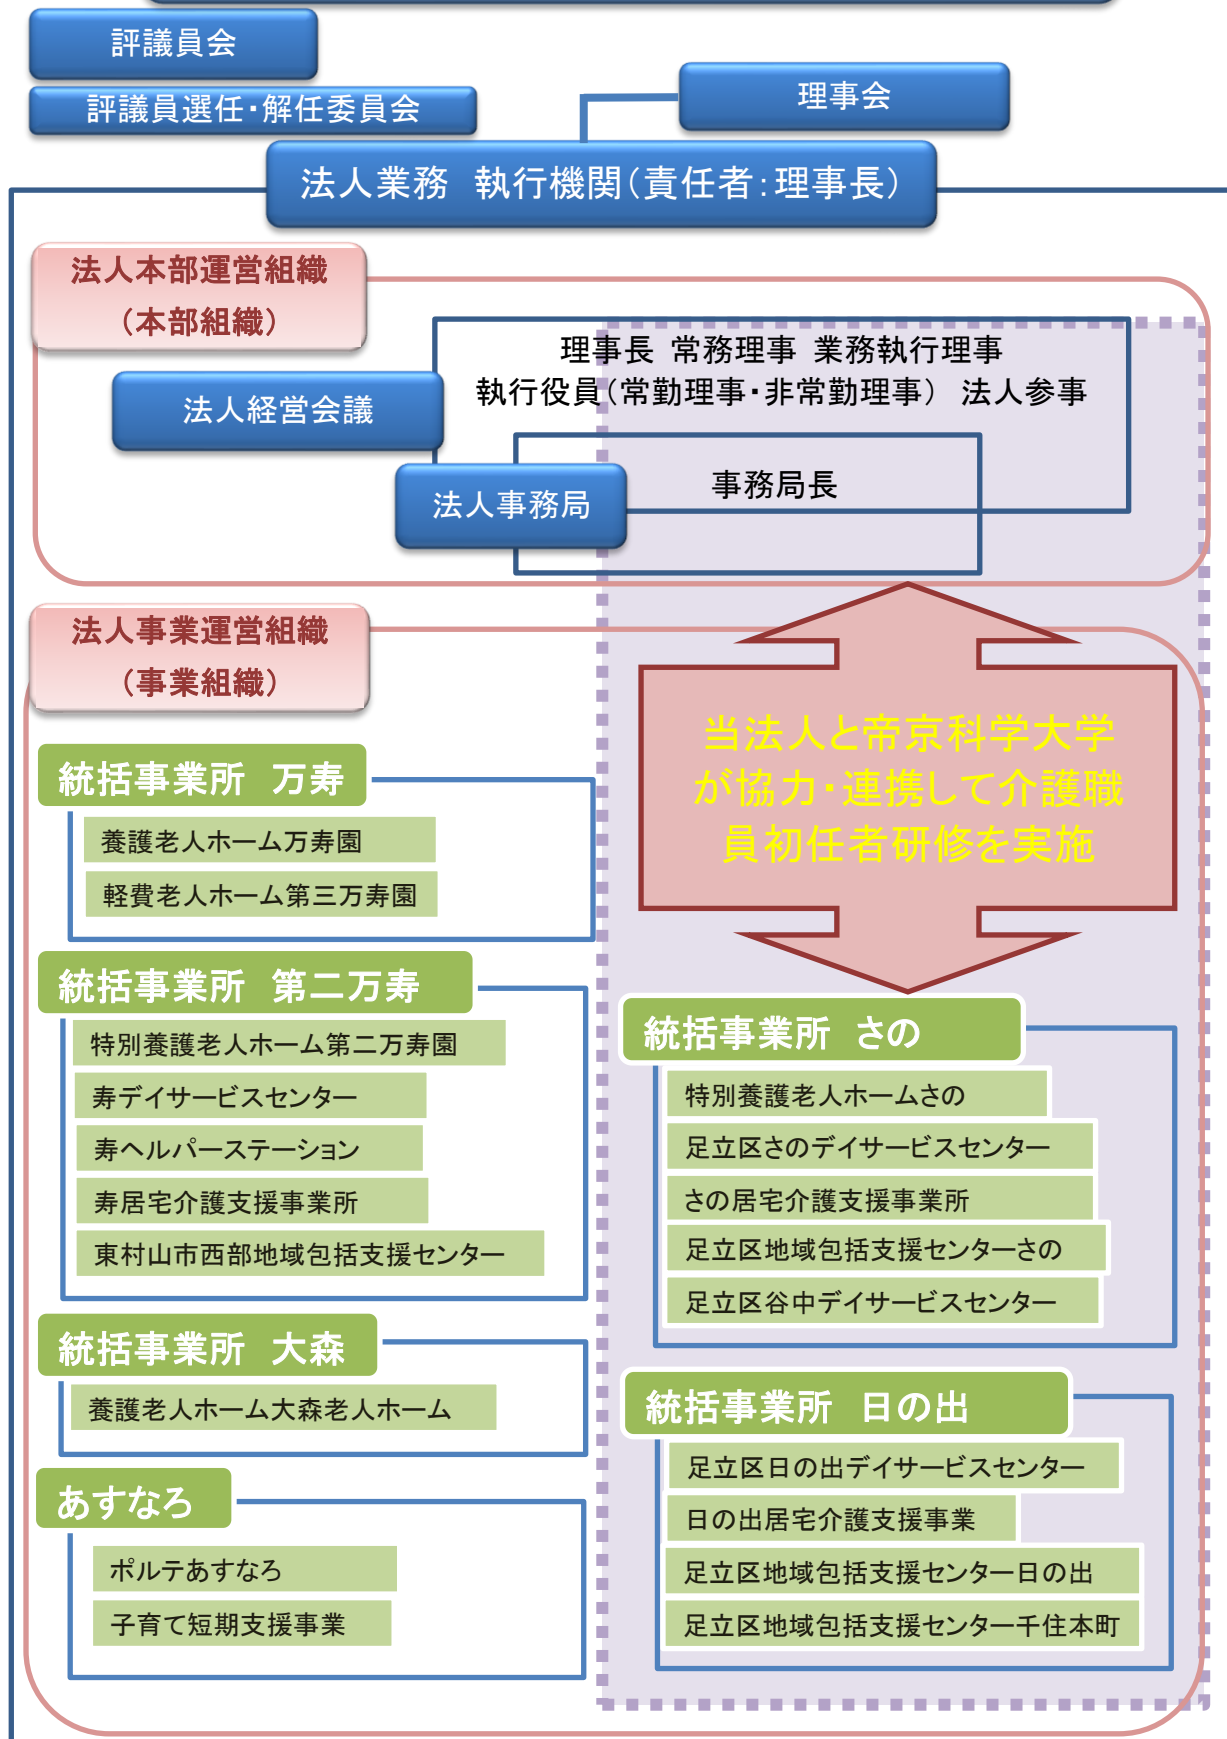 評議員会
評議員選任・解任委員会
理事会
法人業務　執行機関（責任者：理事長）
法人本部運営組織
（本部組織）
理事長 常務理事 業務執行理事
執行役員（常勤理事・非常勤理事） 法人参事
法人経営会議
事務局長
法人事務局
法人事業運営組織
（事業組織）
当法人と帝京科学大学
が協力・連携して介護職
員初任者研修を実施
統括事業所　万寿
養護老人ホーム万寿園
軽費老人ホーム第三万寿園
統括事業所　第二万寿
特別養護老人ホーム第二万寿園
寿デイサービスセンター
寿ヘルパーステーション
寿居宅介護支援事業所
東村山市西部地域包括支援センター
統括事業所　大森
養護老人ホーム大森老人ホーム
あすなろ
ポルテあすなろ
子育て短期支援事業
統括事業所　さの
特別養護老人ホームさの
足立区さのデイサービスセンター
さの居宅介護支援事業所
足立区地域包括支援センターさの
足立区谷中デイサービスセンター
統括事業所　日の出
足立区日の出デイサービスセンター
日の出居宅介護支援事業
足立区地域包括支援センター日の出
足立区地域包括支援センター千住本町